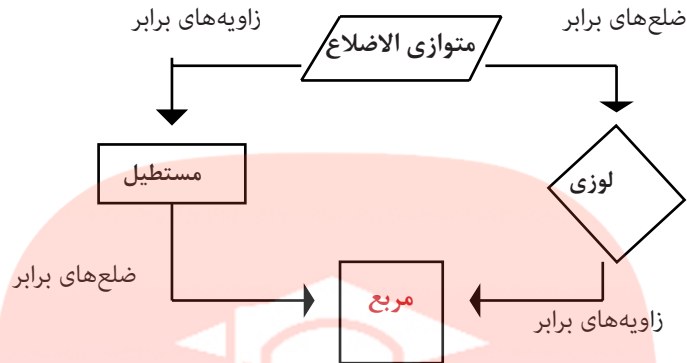 ضلع‌های برابر
زاویه‌های برابر
متوازی الاضلاع
لوزی
مستطیل
ضلع‌های برابر
مربع
زاویه‌های برابر